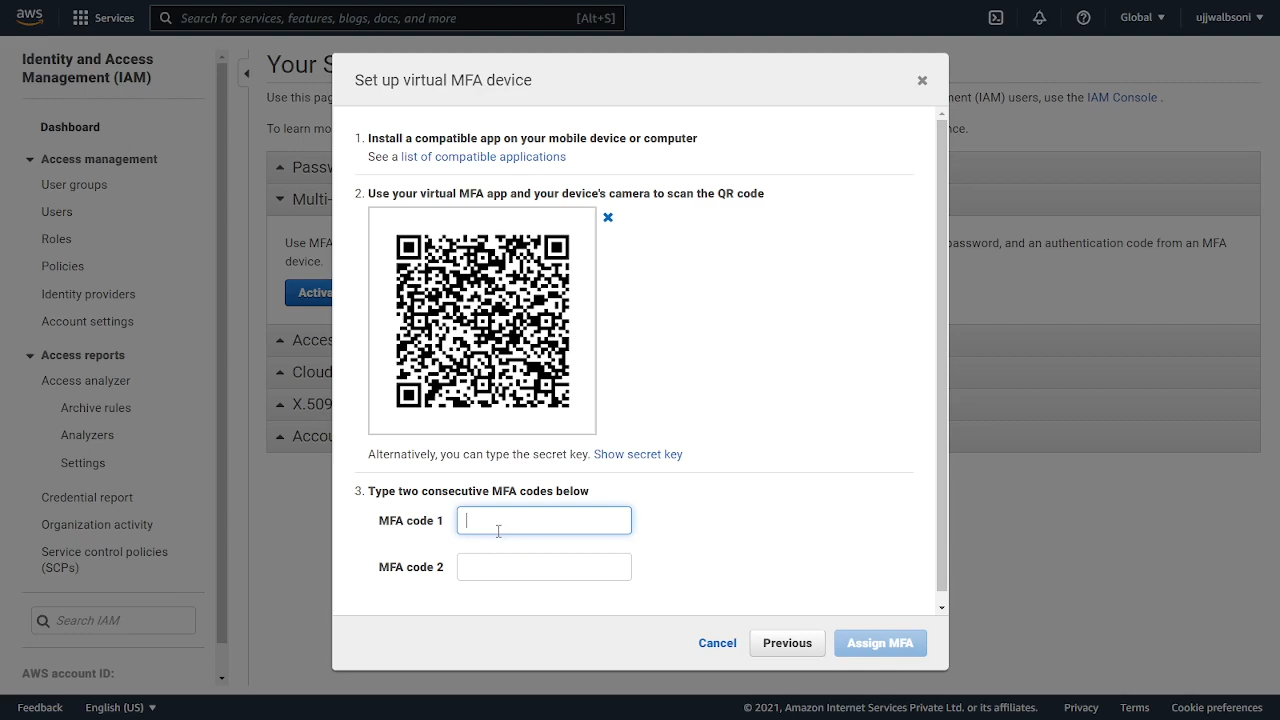 aws
Services
Search for services, features, blogs, docs, and more
[Alt+S]
Global
ujjwalbsoni
Identity and Access
Management (IAM)
Dashboard
Access management
User groups
Users
Roles
Policies
Identity providers
Account settings
Access reports
Access analyzer
Archive rules
Analyzers
Settings
Credential report
Organization activity
Service control policies
(SCPs)
Search IAM
AWS account ID:
Your S
Use this pag
ent (IAM) users, use the IAM Console .
To learn mo
ce.
Passw
Multi-
Use MFA
password, and an authentication code from an MFA
device.
Activa
Acces
Cloud
X.509
Accou
Set up virtual MFA device
1. Install a compatible app on your mobile device or computer
See a list of compatible applications
2. Use your virtual MFA app and your device's camera to scan the QR code
Alternatively, you can type the secret key. Show secret key
3. Type two consecutive MFA codes below
MFA code 1
MFA code 2
Cancel
Previous
Assign MFA
Feedback
English (US)
© 2021, Amazon Internet Services Private Ltd. or its affiliates.
Privacy
Terms
Cookie preferences